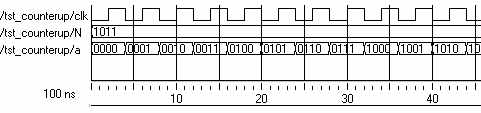 /tst_counterup/clk
/tst_counterup/N 1011
/tst_counterup/a 0000 0001 0010 0011 0100 0101 0110 0111 1000 1001 1010 10
100 ns 10 20 30 40